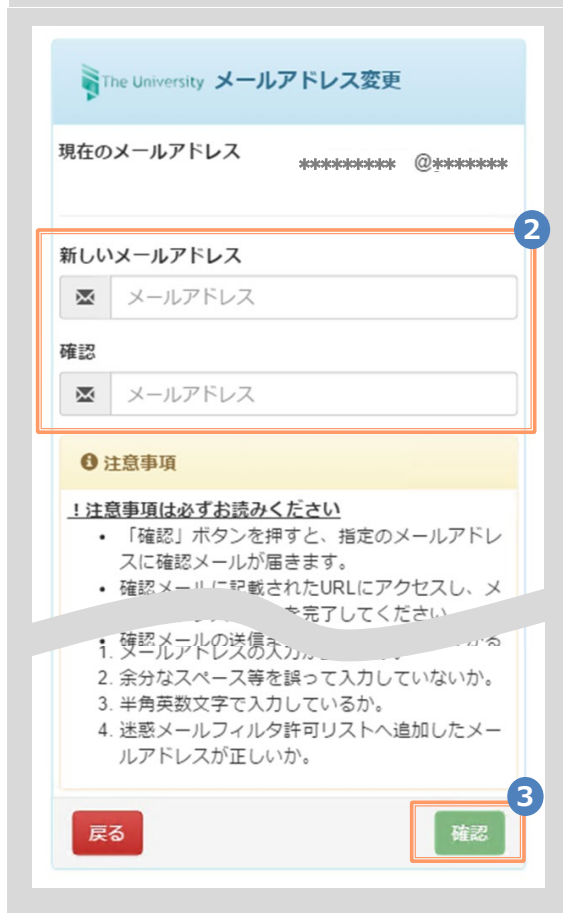 The University メールアドレス変更
現在のメールアドレス
********* @*******
2
新しいメールアドレス
メールアドレス
確認
メールアドレス
注意事項
!注意事項は必ずお読みください
• 「確認」ボタンを押すと、指定のメールアドレ
スに確認メールが届きます。
• 確認メールに記載されたURLにアクセスし、メ
を完了してください
• 確認メールの送信
1. メールアドレスの入力が
2. 余分なスペース等を誤って入力していないか。
3. 半角英数文字で入力しているか。
4. 迷惑メールフィルタ許可リストへ追加したメー
ルアドレスが正しいか。
3
戻る
確認